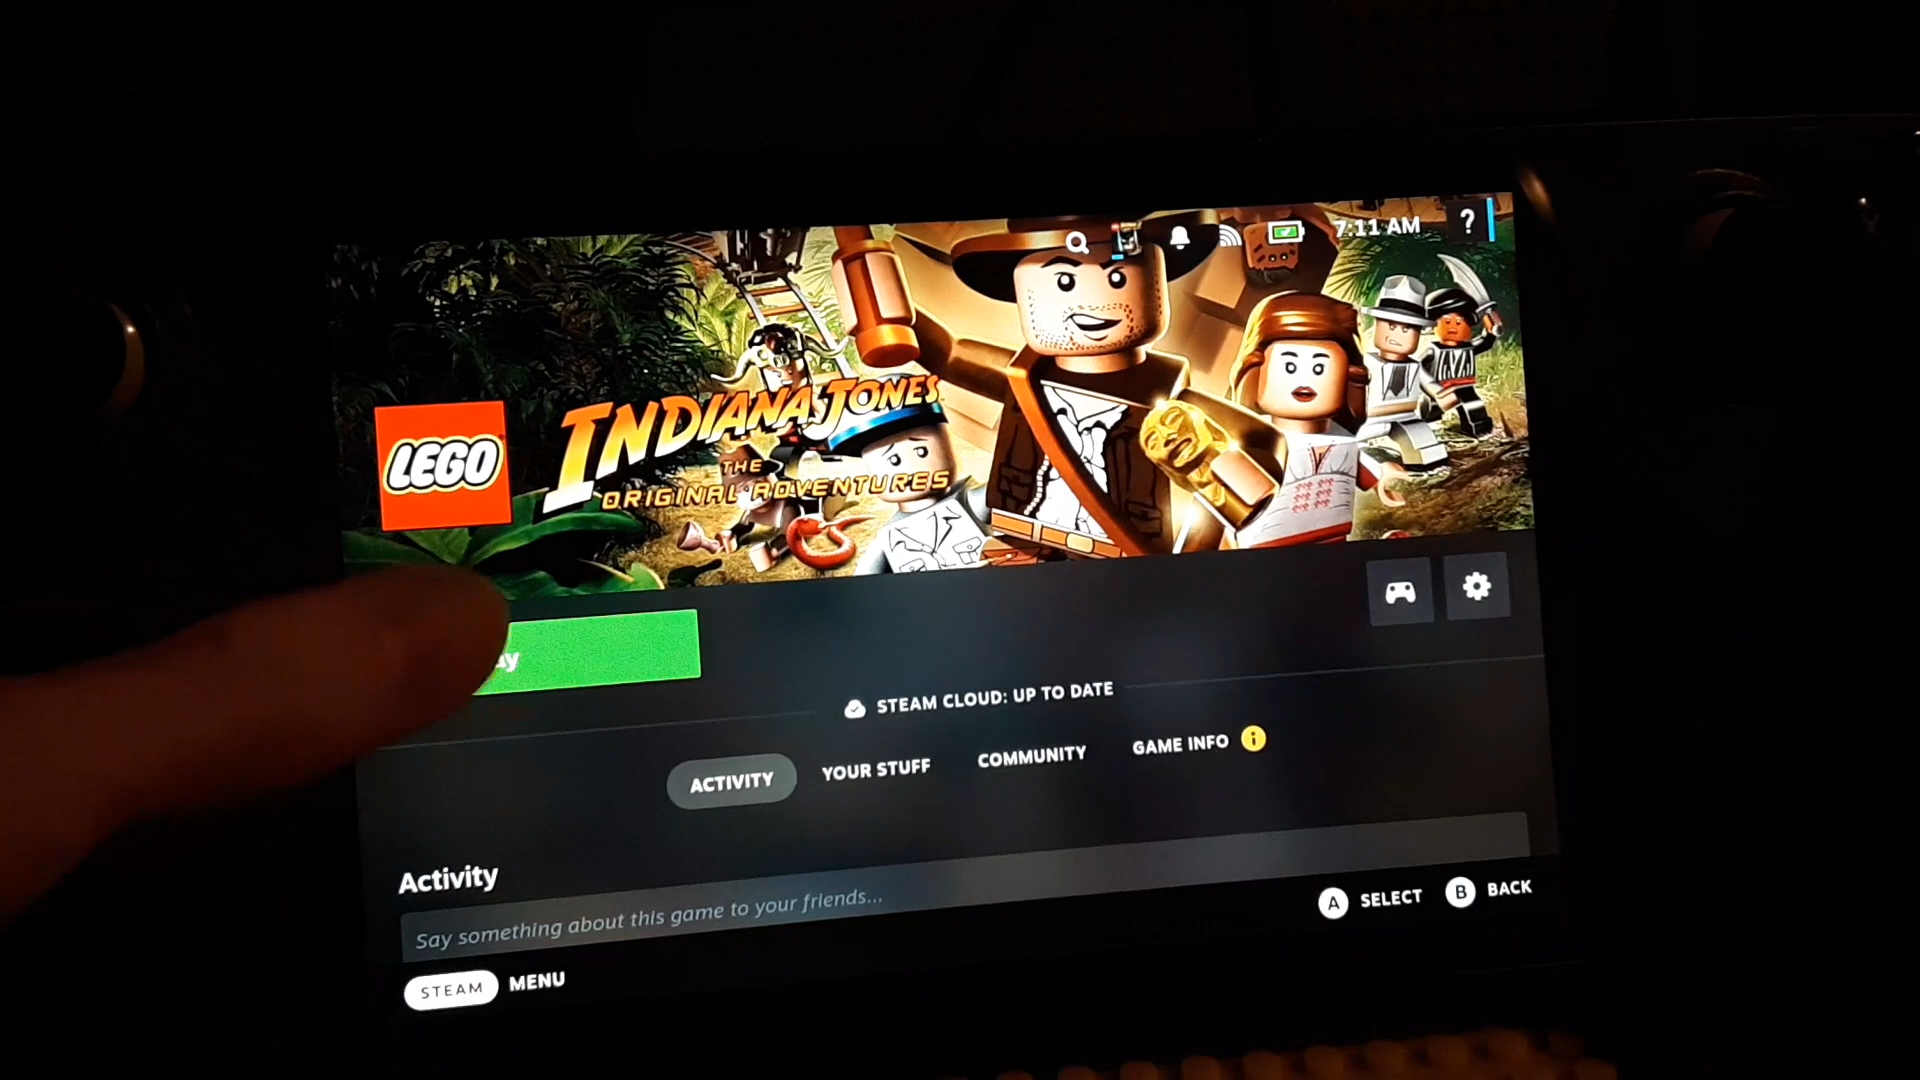 7:11 AM
?
LEGO
INDIANA JONES
THE
ORIGINAL ADVENTURES
STEAM CLOUD: UP TO DATE
ACTIVITY YOUR STUFF COMMUNITY GAME INFO i
Activity
Say something about this game to your friends...
A SELECT B BACK
STEAM MENU